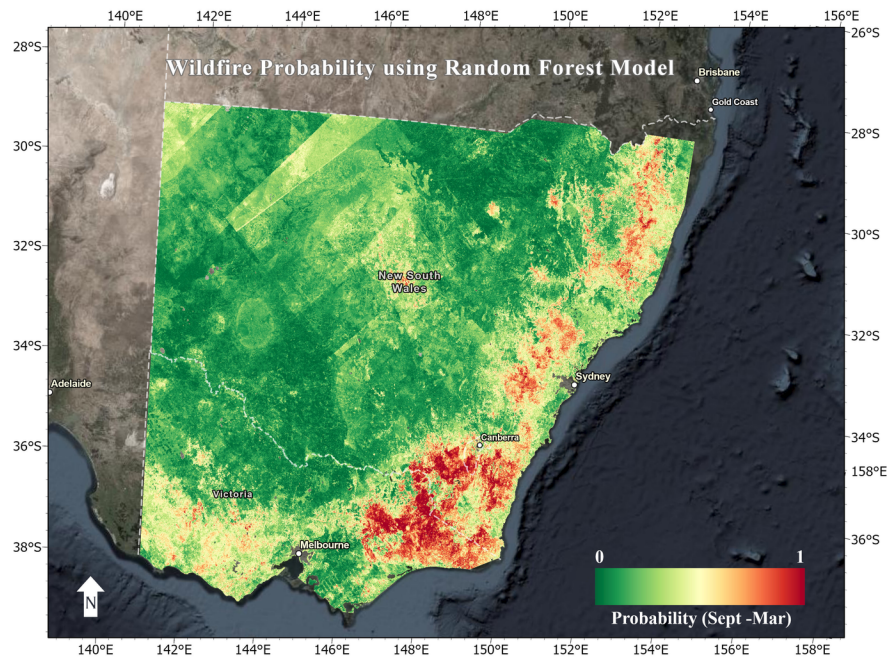 140°E 142°E 144°E 146°E 148°E 150°E 152°E 154°E 156°E
28°S
26°S
Wildfire Probability using Random Forest Model
Brisbane
Gold Coast
30°S
28°S
32°S
30°S
New South
Wales
34°S
32°S
Adelaide
Sydney
36°S
34°S
Canberra
158°E
Victoria
38°S
36°S
Melbourne
0 1
N
Probability (Sept -Mar)
140°E 142°E 144°E 146°E 148°E 150°E 152°E 154°E 156°E 158°E